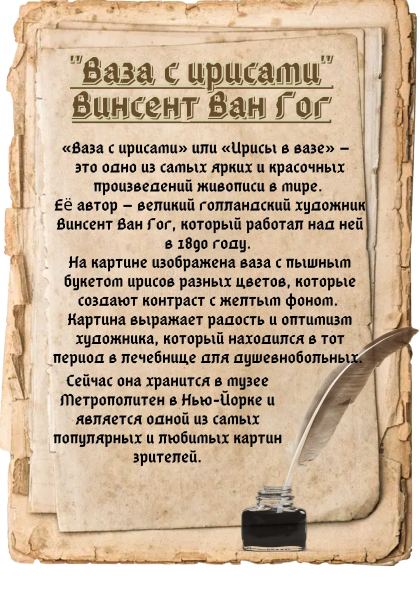 "Ваза с ирисами"
Винсент Ван Гог
«Ваза с ирисами» или «Ирисы в вазе» —
это одно из самых ярких и красочных
произведений живописи в мире.
Её автор — великий голландский художник
Винсент Ван Гог, который работал над ней
в 1890 году.
На картине изображена ваза с пышным
букетом ирисов разных цветов, которые
создают контраст с желтым фоном.
Картина выражает радость и оптимизм
художника, который находился в тот
период в лечебнице для душевнобольных.
Сейчас она хранится в музее
Метрополитен в Нью-Йорке и
является одной из самых
популярных и любимых картин
зрителей.